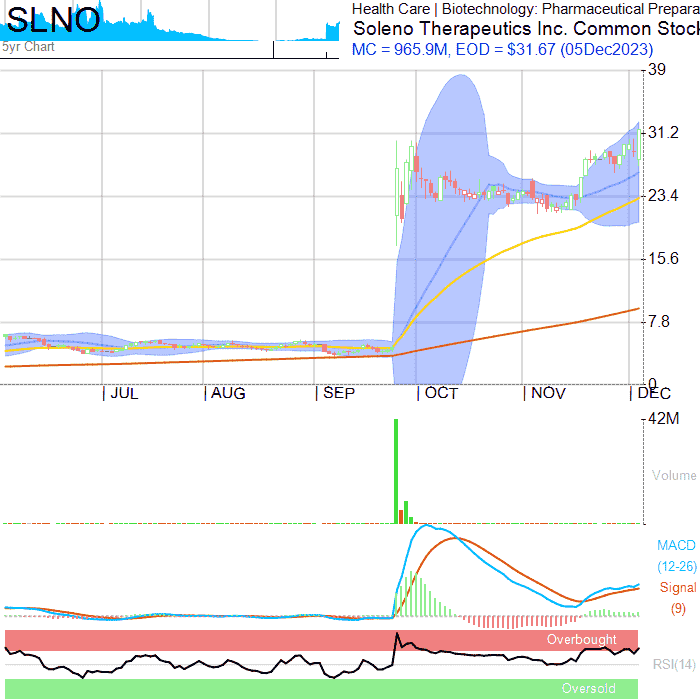 SLNO
5yr Chart
Health Care | Biotechnology: Pharmaceutical Prepara
Soleno Therapeutics Inc. Common Stock
MC = 965.9M, EOD = $31.67 (05Dec2023)
39
31.2
23.4
15.6
7.8
0
JUL AUG SEP OCT NOV DEC
42M
Volume
MACD
(12-26)
Signal
(9)
Overbought
RSI(14)
Oversold